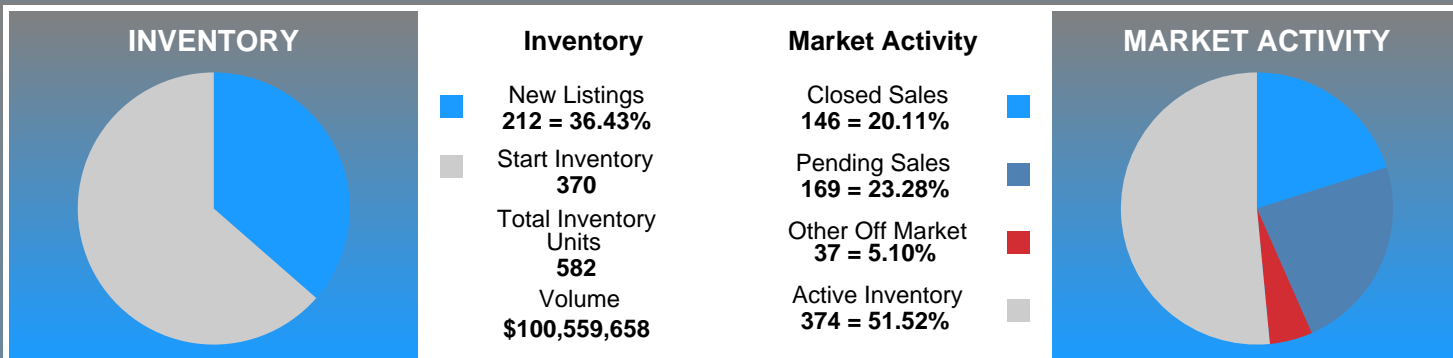 INVENTORY
Inventory
New Listings
212 = 36.43%
Start Inventory
370
Total Inventory
Units
582
Volume
$100,559,658
Market Activity
Closed Sales
146 = 20.11%
Pending Sales
169 = 23.28%
Other Off Market
37 = 5.10%
Active Inventory
374 = 51.52%
MARKET ACTIVITY